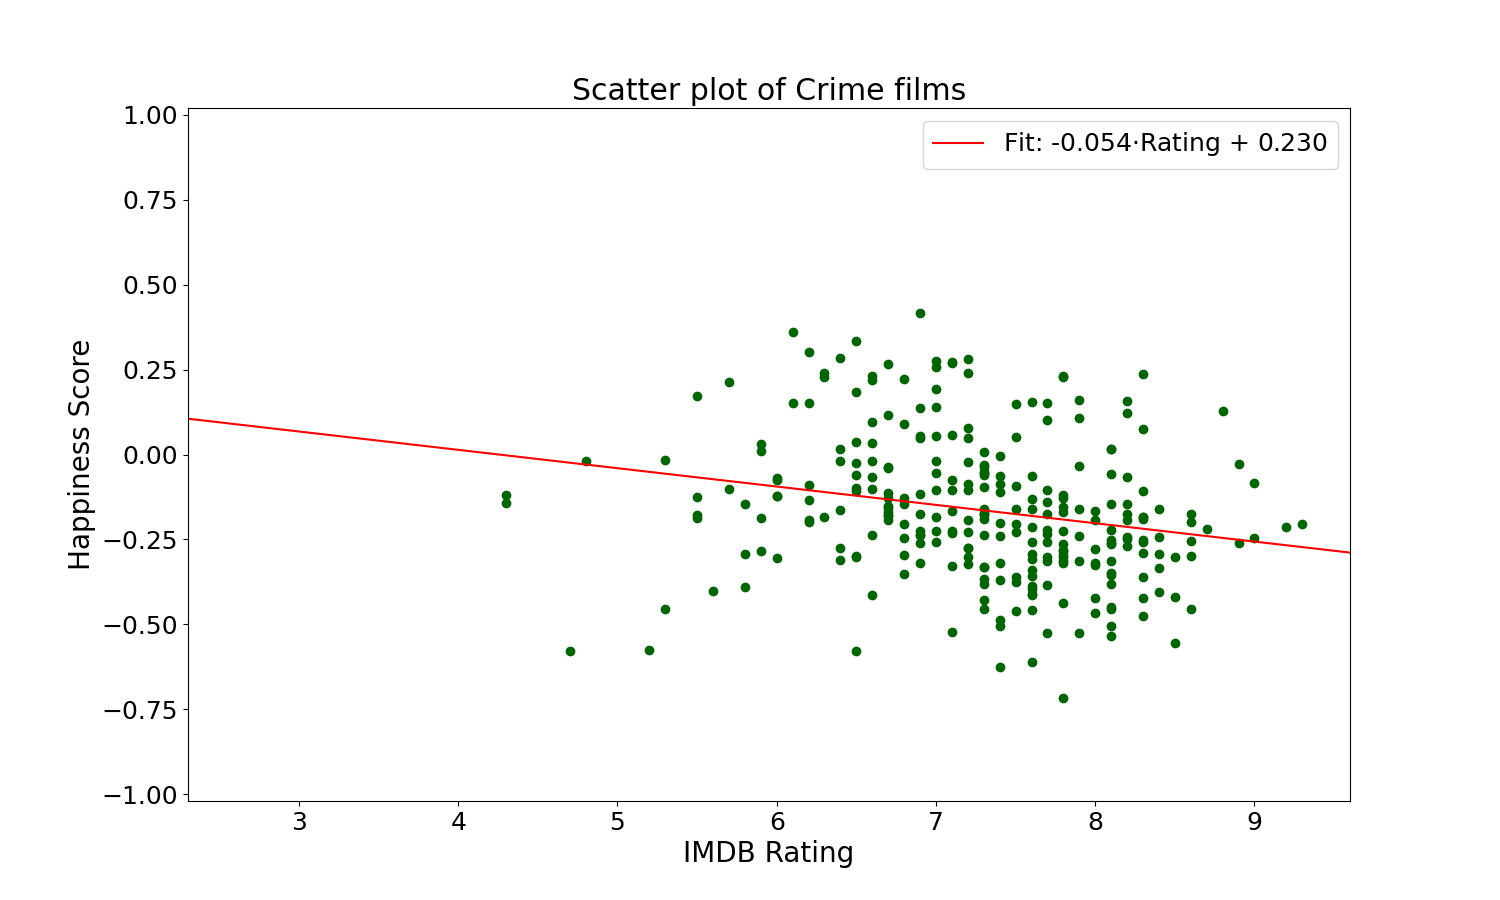 Scatter plot of Crime films
Fit: -0.054·Rating + 0.230
1.00
0.75
0.50
0.25
0.00
−0.25
−0.50
−0.75
−1.00
Happiness Score
3 4 5 6 7 8 9
IMDB Rating